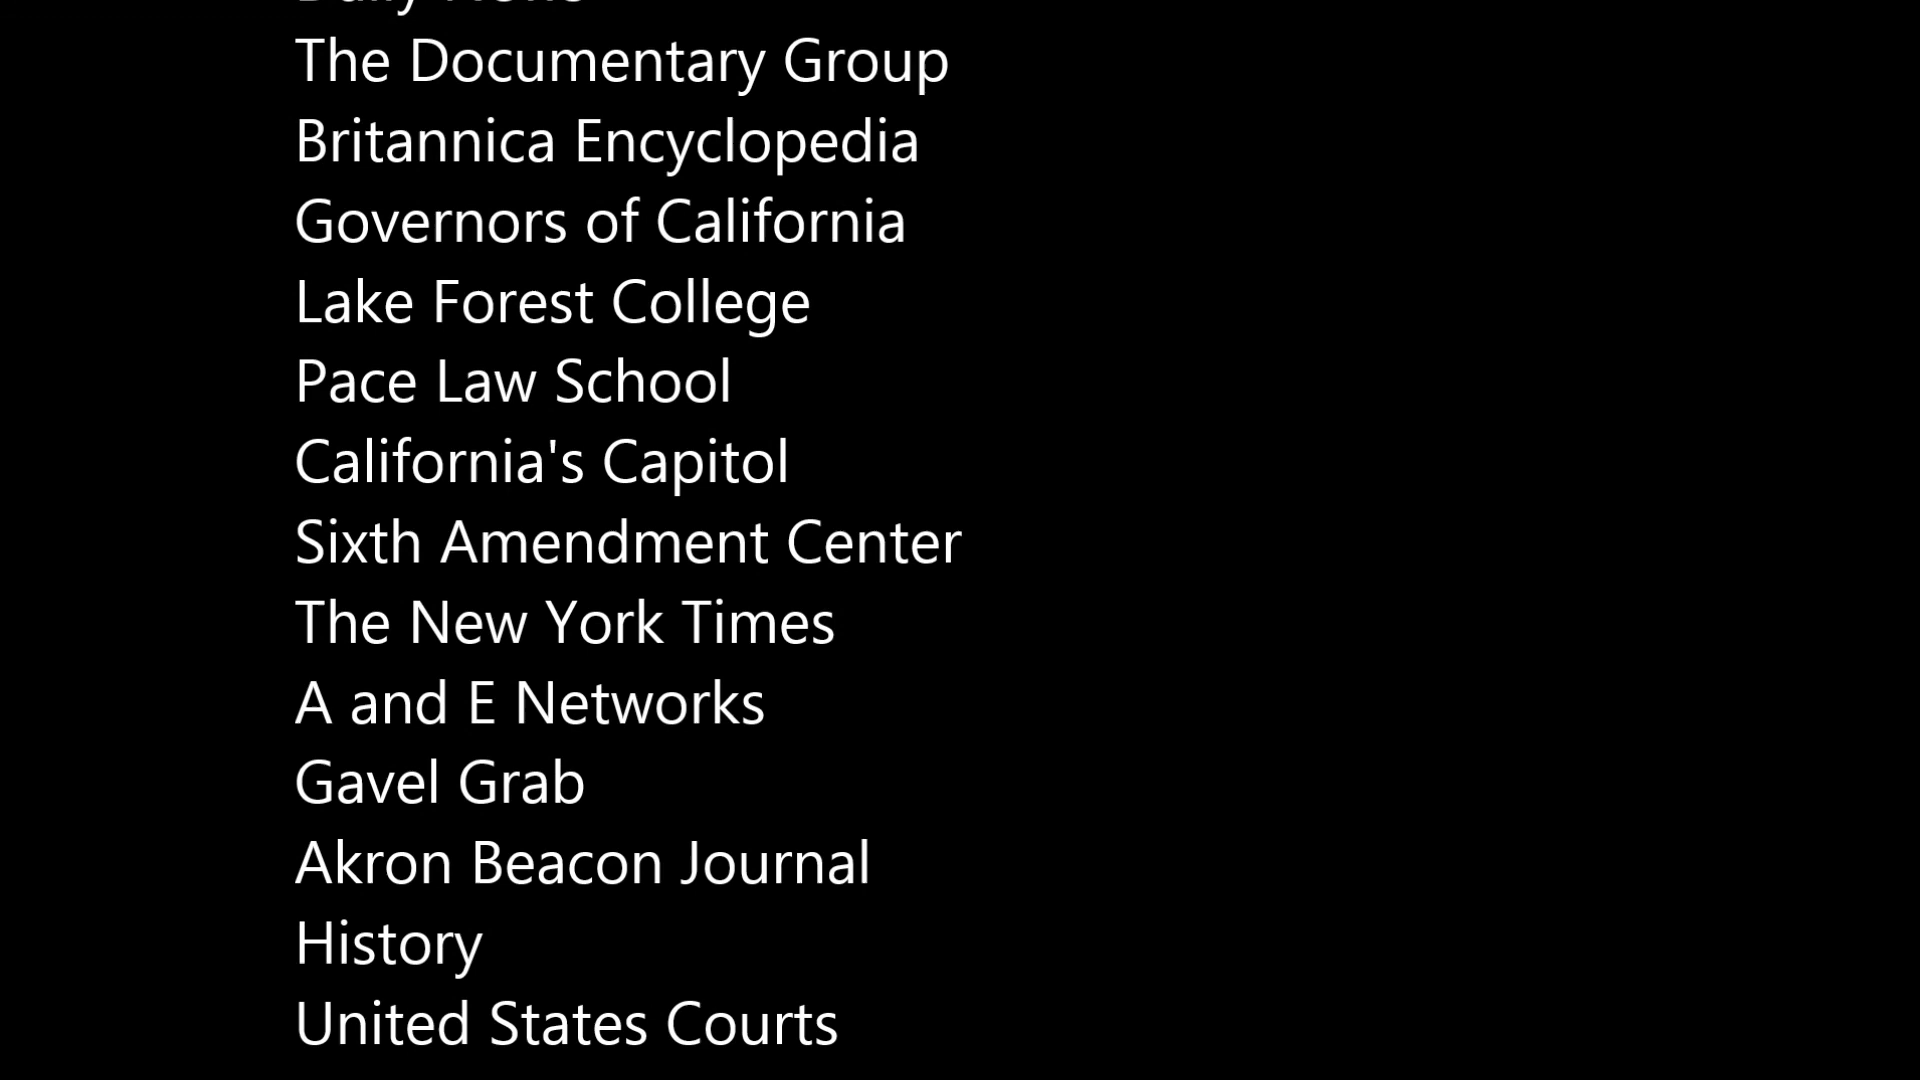 The Documentary Group
Britannica Encyclopedia
Governors of California
Lake Forest College
Pace Law School
California's Capitol
Sixth Amendment Center
The New York Times
A and E Networks
Gavel Grab
Akron Beacon Journal
History
United States Courts